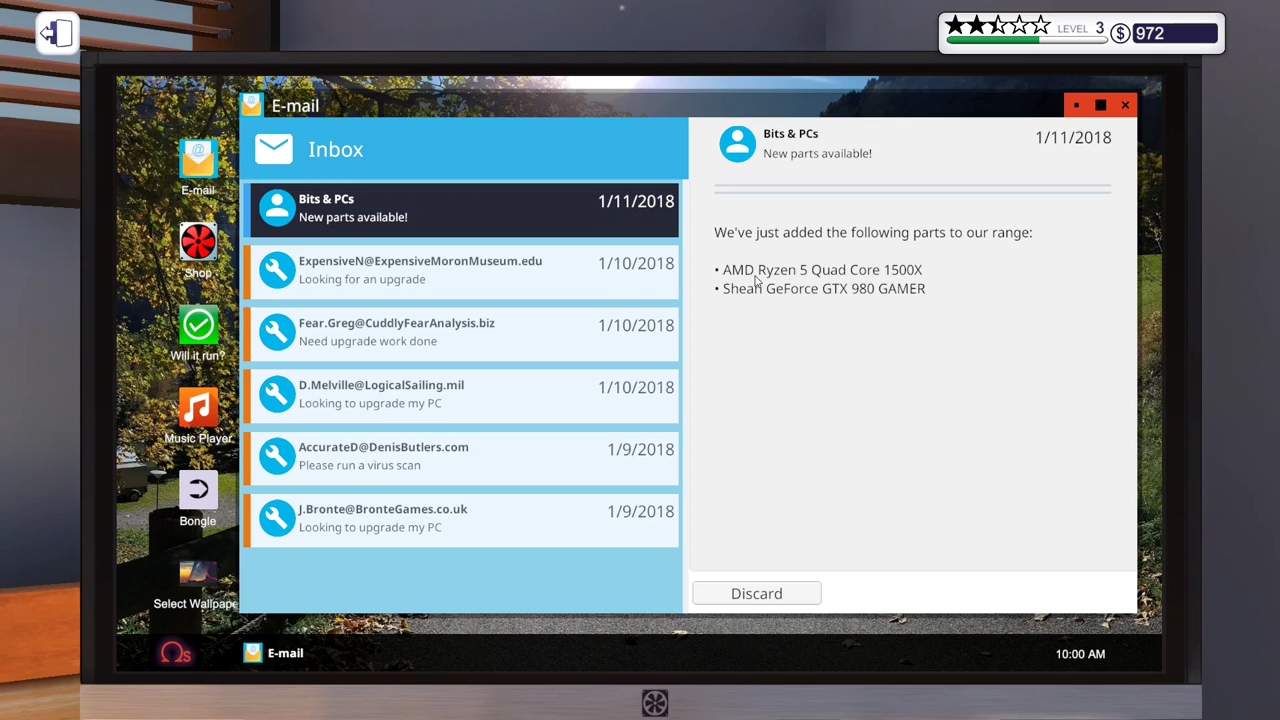 LEVEL 3
$ 972
E-mail
Inbox
Bits & PCs
New parts available!
1/11/2018
ExpensiveN@ExpensiveMoronMuseum.edu
Looking for an upgrade
1/10/2018
Fear.Greg@CuddlyFearAnalysis.biz
Need upgrade work done
1/10/2018
D.Melville@LogicalSailing.mil
Looking to upgrade my PC
1/10/2018
AccurateD@DenisButlers.com
Please run a virus scan
1/9/2018
J.Bronte@BronteGames.co.uk
Looking to upgrade my PC
1/9/2018
Bits & PCs
New parts available!
1/11/2018
We've just added the following parts to our range:
• AMD Ryzen 5 Quad Core 1500X
• Shean GeForce GTX 980 GAMER
Discard
E-mail
Shop
Will it run?
Music Player
Bongle
Select Wallpape
Ωs
E-mail
10:00 AM